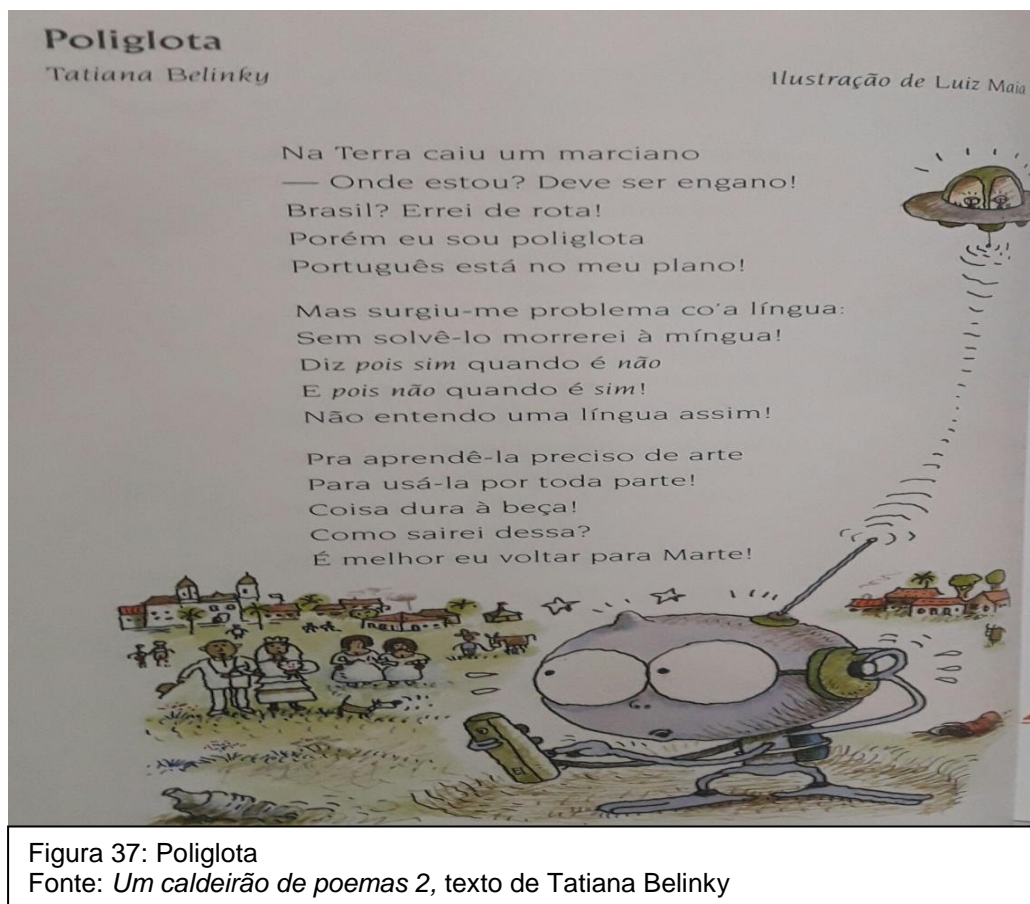 Poliglota
Tatiana Belinky
Ilustração de Luiz Maia
Na Terra caiu um marciano
— Onde estou? Deve ser engano!
Brasil? Errei de rota!
Porém eu sou poliglota
Português está no meu plano!
Mas surgiu-me problema co'a língua:
Sem solvê-lo morrerei à míngua!
Diz pois sim quando é não
E pois não quando é sim!
Não entendo uma língua assim!
Pra aprendê-la preciso de arte
Para usá-la por toda parte!
Coisa dura à beça!
Como sairei dessa?
É melhor eu voltar para Marte!
Figura 37: Poliglota
Fonte: Um caldeirão de poemas 2, texto de Tatiana Belinky